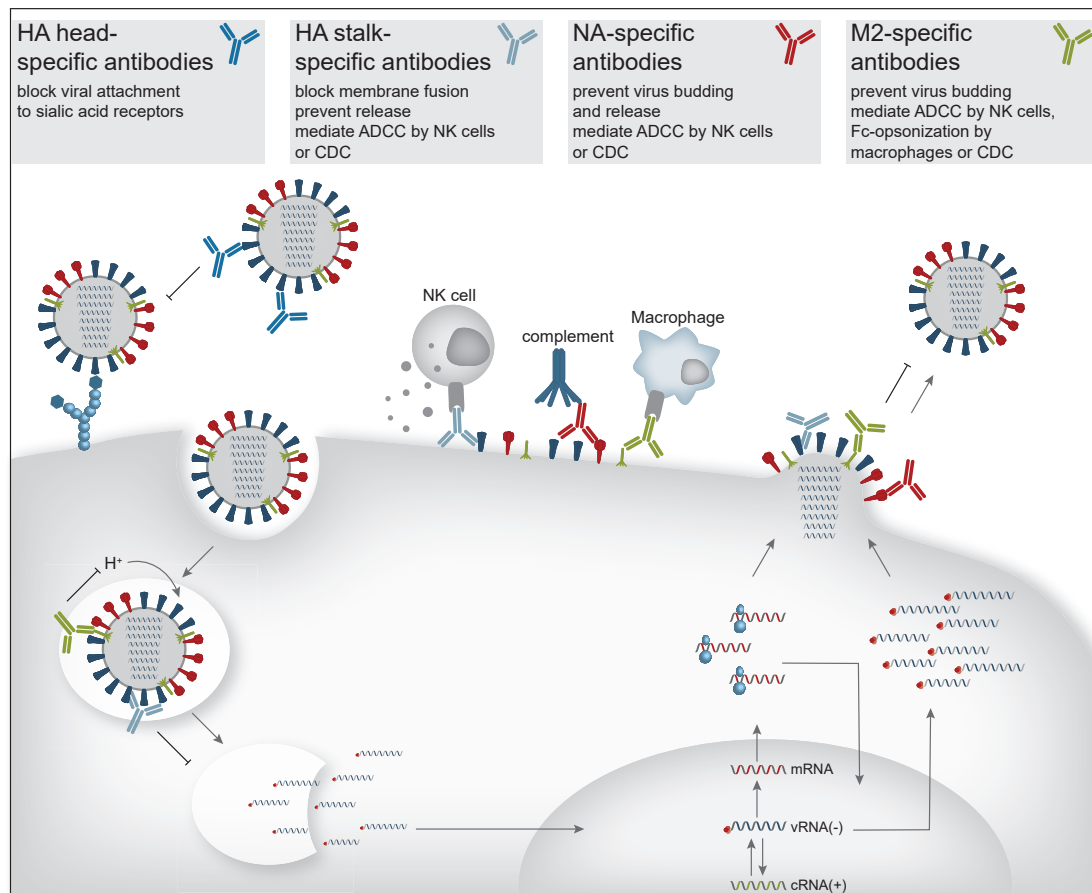 HA head-
specific antibodies
block viral attachment
to sialic acid receptors
HA stalk-
specific antibodies
block membrane fusion
prevent release
mediate ADCC by NK cells
or CDC
NA-specific
antibodies
prevent virus budding
and release
mediate ADCC by NK cells
or CDC
M2-specific
antibodies
prevent virus budding
mediate ADCC by NK cells,
Fc-opsonization by
macrophages or CDC
NK cell
complement
Macrophage
H⁺
mRNA
vRNA(-)
cRNA(+)